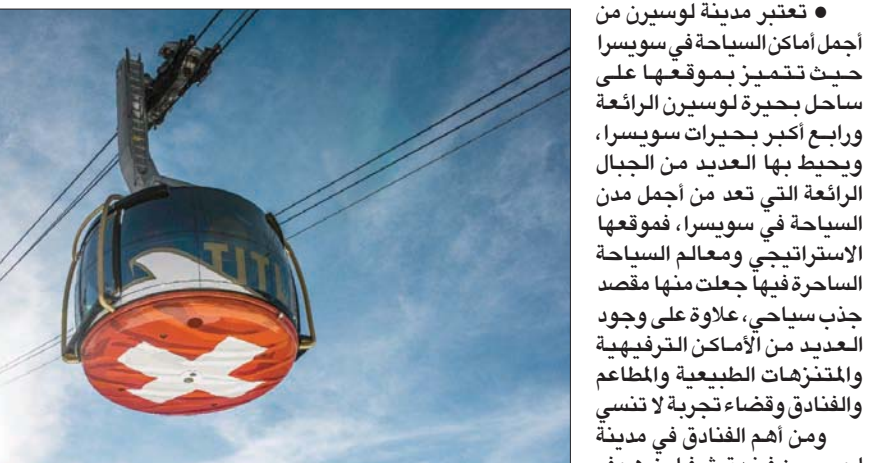 • تعتبر مدينة لوسيرن من
أجمل أماكن السياحة في سويسرا
حيث تتميز بموقعها على
ساحل بحيرة لوسيرن الرائعة
ورابع أكبر بحيرات سويسرا،
ويحيط بها العديد من الجبال
الرائعة التي تعد من أجمل مدن
السياحة في سويسرا، فموقعها
الاستراتيجي ومعالم السياحة
الساحرة فيها جعلت منها مقصد
جذب سياحي، علاوة على وجود
العديد من الأماكن الترفيهية
والمتنزهات الطبيعية والمطاعم
والفنادق وقضاء تجربة لا تنسي
ومن أهم الفنادق في مدينة
TITL